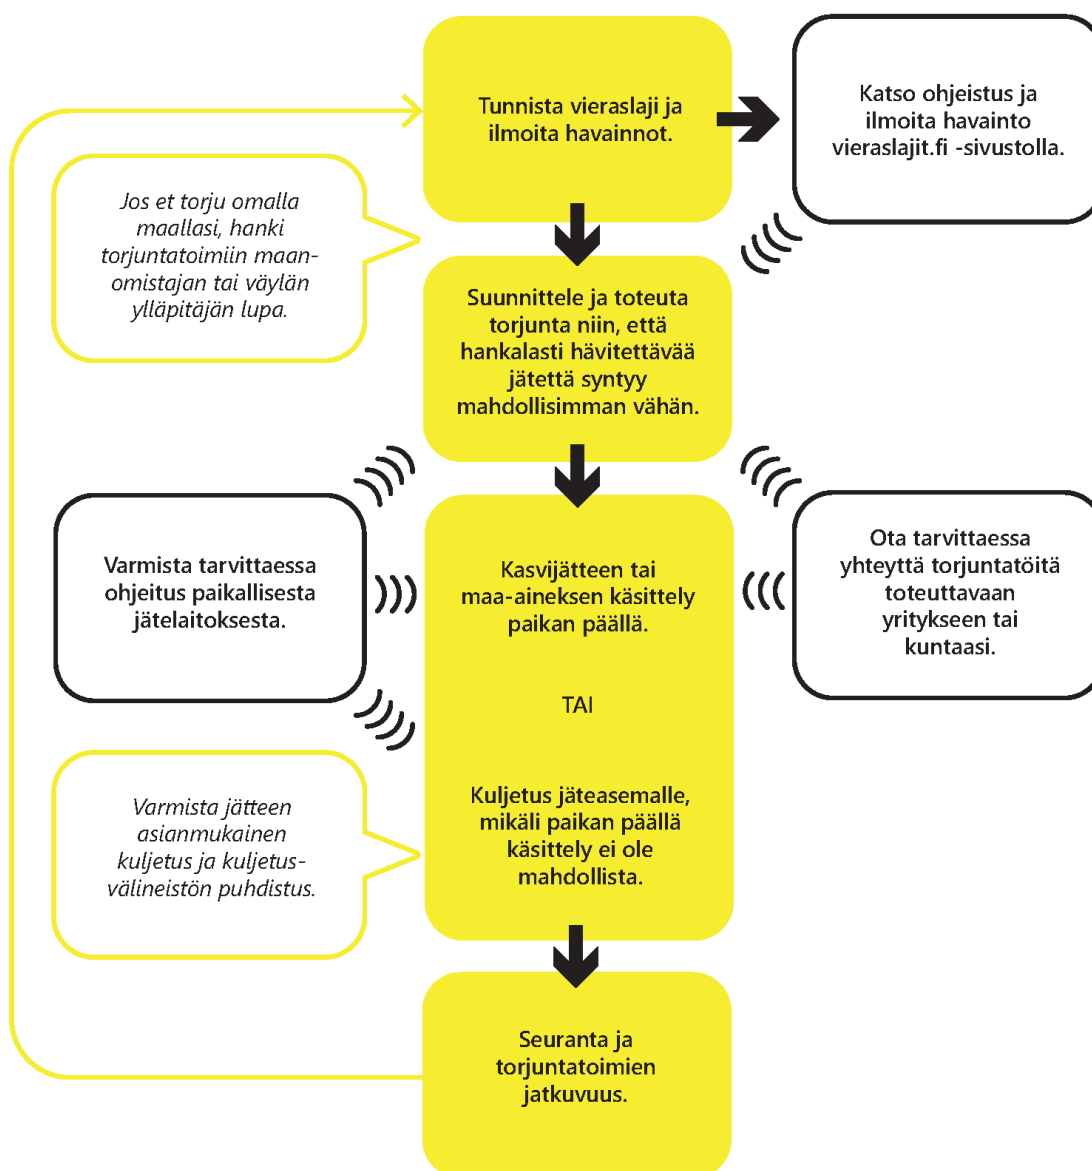 Tunnista vieraslaji ja
ilmoita havainnot.
Katso ohjeistus ja
ilmoita havainto
vieraslajit.fi -sivustolla.
Jos et torju omalla
maallasi, hanki
torjuntatoimiin maan-
omistajan tai väylän
ylläpitäjän lupa.
Suunnittele ja toteuta
torjunta niin, että
hankalasti hävitettävää
jätettä syntyy
mahdollisimman vähän.
Varmista tarvittaessa
ohjeitus paikallisesta
jätelaitoksesta.
Kasvijätteen tai
maa-aineksen käsittely
paikan päällä.
TAI
Kuljetus jäteasemalle,
mikäli paikan päällä
käsittely ei ole
mahdollista.
Ota tarvittaessa
yhteyttä torjuntatöitä
toteuttavaan
yritykseen tai
kuntaasi.
Varmista jätteen
asianmukainen
kuljetus ja kuljetus-
välineistön puhdistus.
Seuranta ja
torjuntatoimien
jatkuvuus.